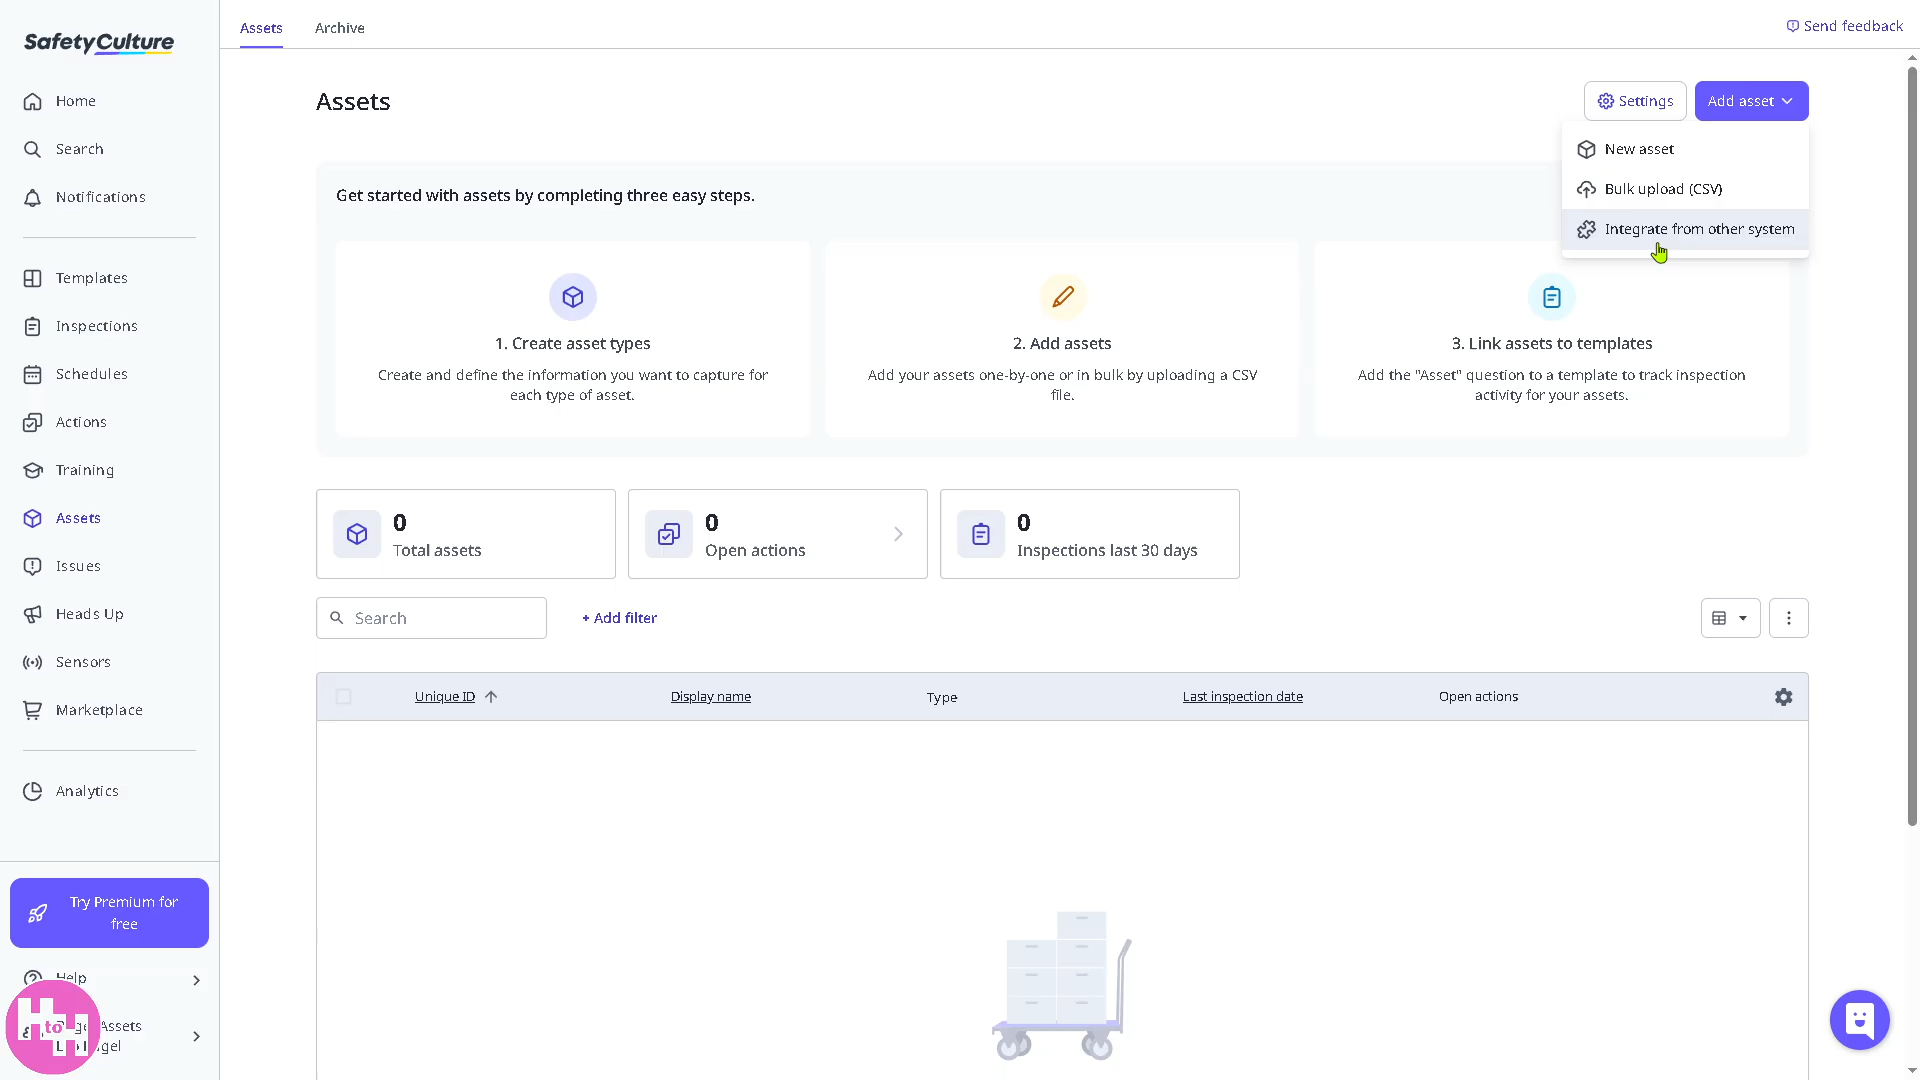 SafetyCulture
Home
Search
Notifications
Templates
Inspections
Schedules
Actions
Training
Assets
Issues
Heads Up
Sensors
Marketplace
Analytics
Try Premium for
free
Help
Assets
H to H
Assets
Archive
Send feedback
Assets
Settings
Add asset
New asset
Bulk upload (CSV)
Integrate from other system
Get started with assets by completing three easy steps.
1. Create asset types
Create and define the information you want to capture for
each type of asset.
2. Add assets
Add your assets one-by-one or in bulk by uploading a CSV
file.
3. Link assets to templates
Add the "Asset" question to a template to track inspection
activity for your assets.
0
Total assets
0
Open actions
0
Inspections last 30 days
Search
+ Add filter
Unique ID
Display name
Type
Last inspection date
Open actions